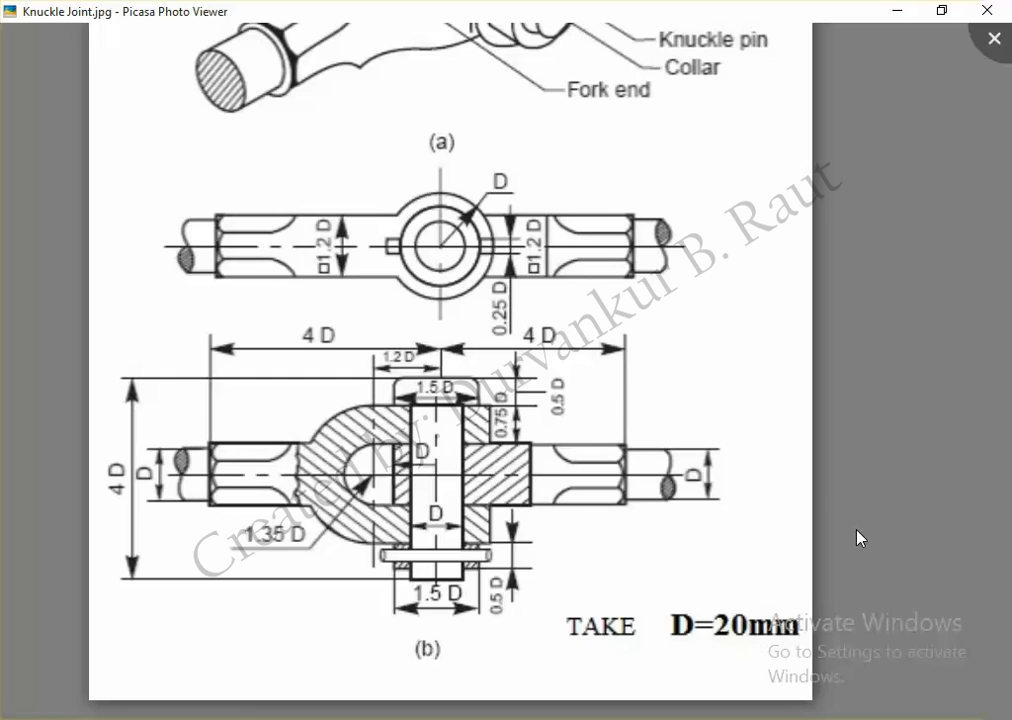 Knuckle Joint.jpg - Picasa Photo Viewer
Knuckle pin
Collar
Fork end
(a)
D
□1.2 D
□1.2 D
0.25 D
4 D
4 D
1.2 D
1.5 D
0.75 D
0.5 D
4 D
D
D
D
D
1.35 D
1.5 D
0.5 D
(b)
TAKE D=20mm
Created by: Durvankur B. Raut
Activate Windows
Go to Settings to activate
Windows.